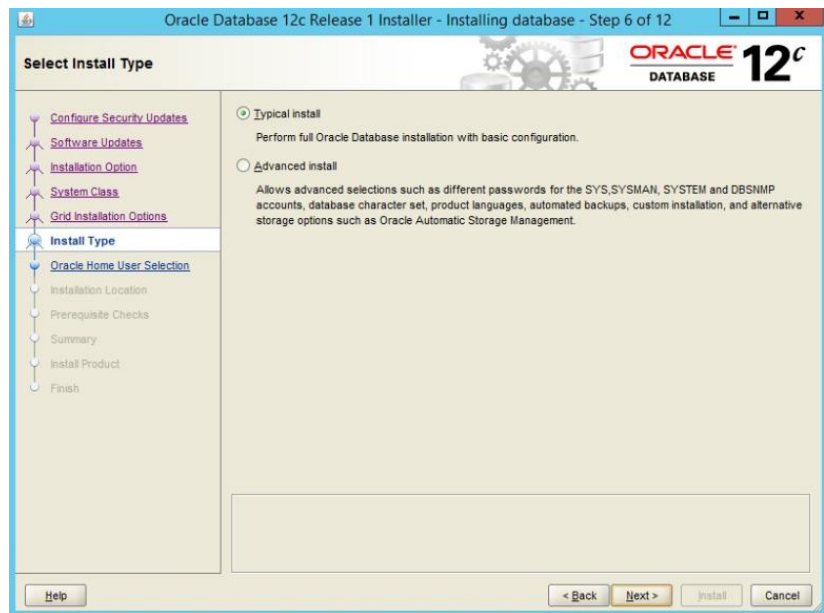 Oracle Database 12c Release 1 Installer - Installing database - Step 6 of 12
Select Install Type
ORACLE
DATABASE
12c
Configure Security Updates
Software Updates
Installation Option
System Class
Grid Installation Options
Install Type
Oracle Home User Selection
Installation Location
Prerequisite Checks
Summary
Install Product
Finish
Typical install
Perform full Oracle Database installation with basic configuration.
Advanced install
Allows advanced selections such as different passwords for the SYS,SYSMAN, SYSTEM and DBSNMP
accounts, database character set, product languages, automated backups, custom installation, and alternative
storage options such as Oracle Automatic Storage Management.
Help
< Back
Next >
Install
Cancel